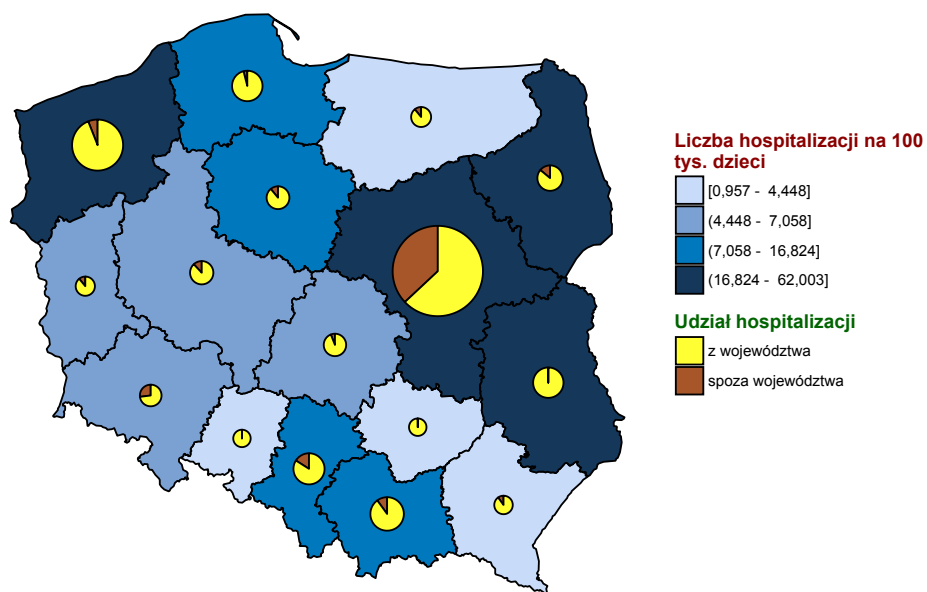 Liczba hospitalizacji na 100
tys. dzieci
[0,957 - 4,448]
(4,448 - 7,058]
(7,058 - 16,824]
(16,824 - 62,003]
Udział hospitalizacji
z województwa
spoza województwa